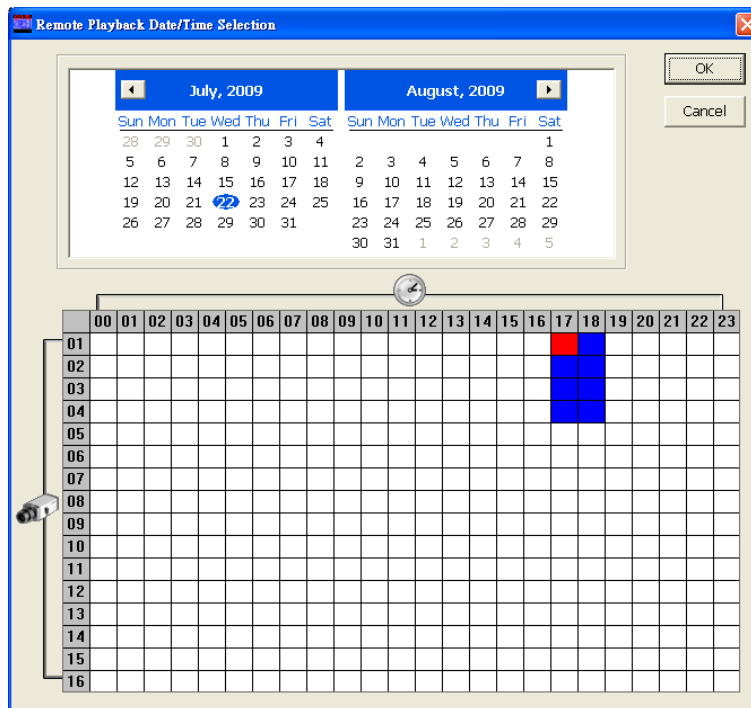 Remote Playback Date/Time Selection
OK
Cancel
July, 2009 August, 2009
Sun Mon Tue Wed Thu Fri Sat Sun Mon Tue Wed Thu Fri Sat
28 29 30 1 2 3 4 1
5 6 7 8 9 10 11 2 3 4 5 6 7 8
12 13 14 15 16 17 18 9 10 11 12 13 14 15
19 20 21 22 23 24 25 16 17 18 19 20 21 22
26 27 28 29 30 31 23 24 25 26 27 28 29
30 31 1 2 3 4 5
00 01 02 03 04 05 06 07 08 09 10 11 12 13 14 15 16 17 18 19 20 21 22 23
01
02
03
04
05
06
07
08
09
10
11
12
13
14
15
16